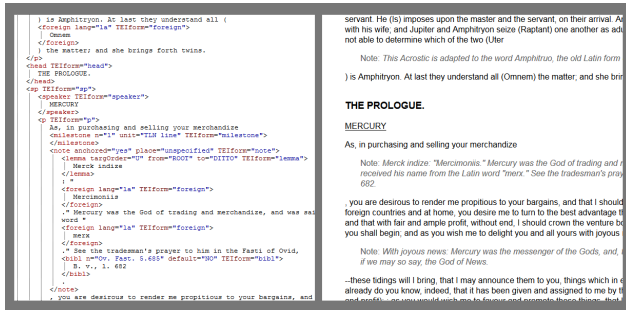 ) is Amphitryon. At last they understand all (
<foreign lang="la" TEIform="foreign">
Omnem
</foreign>
) the matter; and she brings forth twins.
</p>
<head TEIform="head">
THE PROLOGUE.
</head>
<sp TEIform="sp">
<speaker TEIform="speaker">
MERCURY
</speaker>
<p TEIform="p">
As, in purchasing and selling your merchandize
<milestone n="1" unit="TLN line" TEIform="milestone">
</milestone>
<note anchored="yes" place="unspecified" TEIform="note">
<lemma targOrder="U" from="ROOT" to="DITTO" TEIform="lemma">
Merck indize
</lemma>
: "
<foreign lang="la" TEIform="foreign">
Mercimoniis
</foreign>
." Mercury was the God of trading and merchandize, and was sai
word "
<foreign lang="la" TEIform="foreign">
merx
</foreign>
." See the tradesman's prayer to him in the Fasti of Ovid,
<bibl n="Ov. Fast. 5.685" default="NO" TEIform="bibl">
B. v., l. 682
</bibl>
.
</note>
, you are desirous to render me propitious to your bargains, and
servant. He (Is) imposes upon the master and the servant, on their arrival. Ar
with his wife; and Jupiter and Amphitryon seize (Raptant) one another as adu
not able to determine which of the two (Uter
Note: This Acrostic is adapted to the word Amphitruo, the old Latin form
) is Amphitryon. At last they understand all (Omnem) the matter; and she brin
THE PROLOGUE.
MERCURY
As, in purchasing and selling your merchandize
Note: Merck indize: "Mercimoniis." Mercury was the God of trading and m
received his name from the Latin word "merx." See the tradesman's pray
682.
, you are desirous to render me propitious to your bargains, and that I should
foreign countries and at home, you desire me to turn to the best advantage th
and that with fair and ample profit, without end, I should crown the venture bo
you shall begin; and as you wish me to delight you and all yours with joyous
Note: With joyous news: Mercury was the messenger of the Gods, and,
if we may so say, the God of News.
--these tidings will I bring, that I may announce them to you, things which in e
already do you know, indeed, that it has been given and assigned to me by th